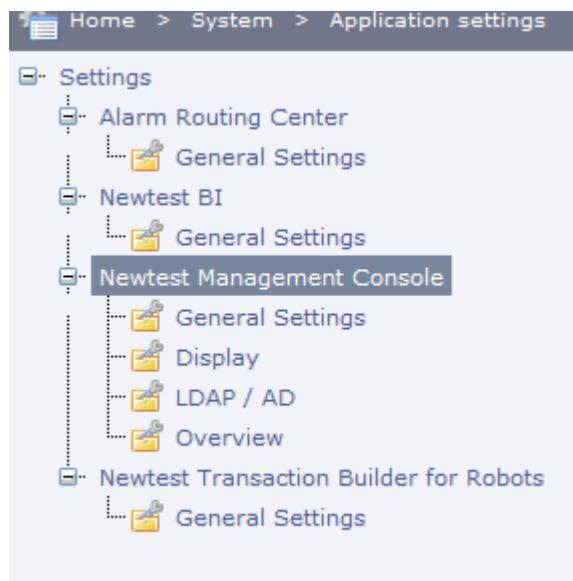 Home > System > Application settings
Settings
Alarm Routing Center
General Settings
Newtest BI
General Settings
Newtest Management Console
General Settings
Display
LDAP / AD
Overview
Newtest Transaction Builder for Robots
General Settings